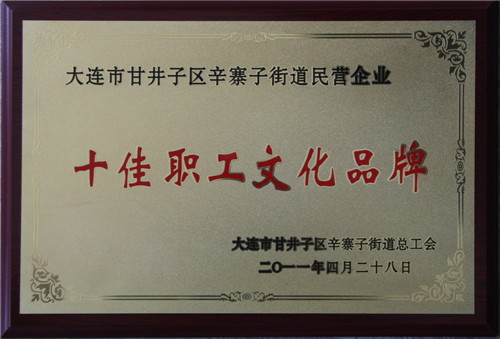 大连市甘井子区辛寨子街道民营企业
十佳职工文化品牌
大连市甘井子区辛寨子街道总工会
二〇一一年四月二十八日